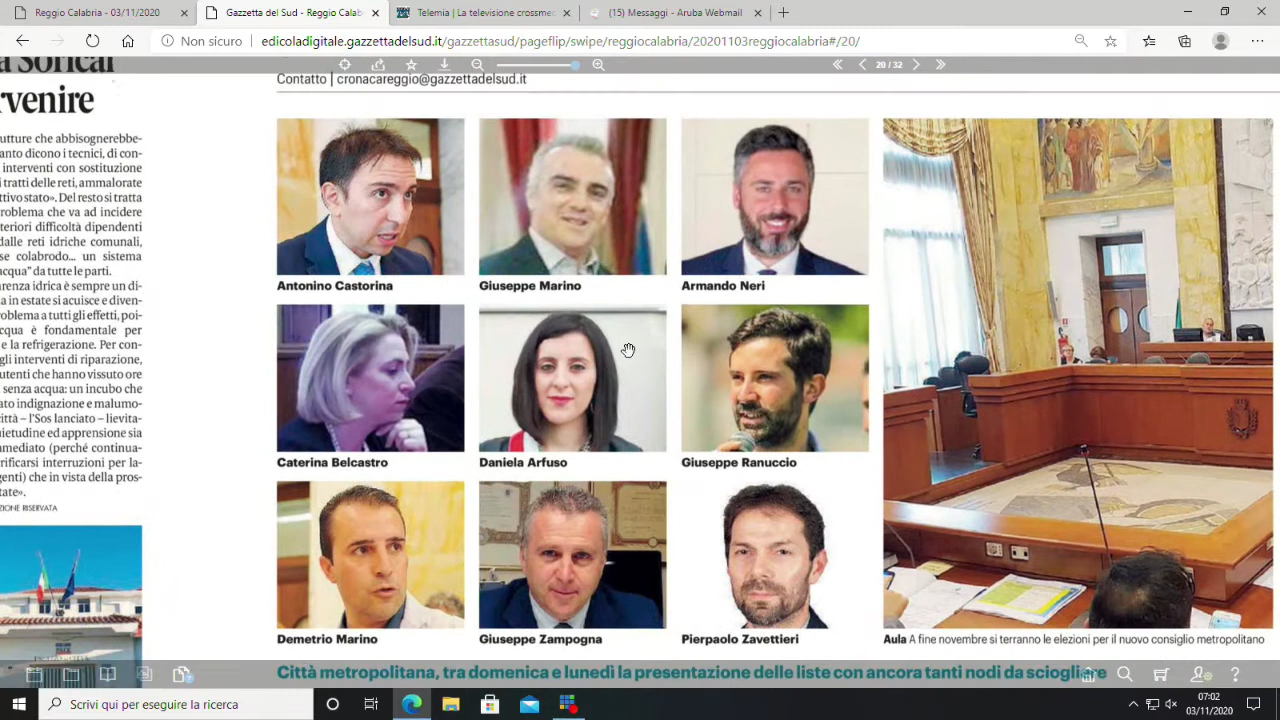 Reggio Calabria - 03/11/2020
Gazzetta del Sud - Reggio Calab
Telemia | La televisione crossmed
(15) Messaggi - Aruba Webmail
Non sicuro
edicoladigitale.gazzettadelsud.it/gazzettasud/pageflip/swipe/reggiocalabria/20201103reggiocalabria#/20/
20 / 32
a Sorical
rvenire
utture che abbisognerebbe-
anto dicono i tecnici, di con-
interventi con sostituzione
i tratti delle reti, ammalorate
ttivo stato». Del resto si tratta
roblema che va ad incidere
teriori difficoltà dipendenti
dalle reti idriche comunali,
se colabrodo... un sistema
acqua" da tutte le parti.
arenza idrica è sempre un di-
a in estate si acuisce e diven-
roblema a tutti gli effetti, poi-
cqua è fondamentale per
e la refrigerazione. Per con-
gli interventi di riparazione,
utenti che hanno vissuto ore
senza acqua: un incubo che
ato indignazione e malumo-
città – l'Sos lanciato – lievita-
uietudine ed apprensione sia
mmediato (perché continua-
rificarsi interruzioni per la-
genti) che in vista della pros-
tate».
ZIONE RISERVATA
Contatto | cronacareggio@gazzettadelsud.it
Antonino Castorina
Giuseppe Marino
Armando Neri
Caterina Belcastro
Daniela Arfuso
Giuseppe Ranuccio
Demetrio Marino
Giuseppe Zampogna
Pierpaolo Zavettieri
Aula A fine novembre si terranno le elezioni per il nuovo consiglio metropolitano
Città metropolitana, tra domenica e lunedì la presentazione delle liste con ancora tanti nodi da sciogliere
Scrivi qui per eseguire la ricerca
07:02
03/11/2020